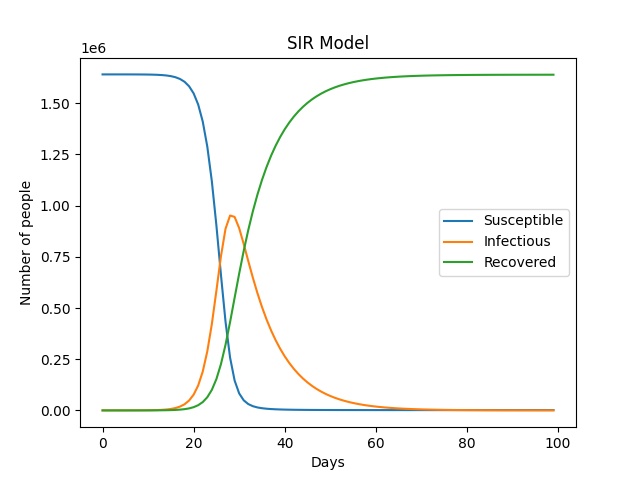 SIR Model
1e6
1.50
1.25
1.00
0.75
0.50
0.25
0.00
Number of people
Susceptible
Infectious
Recovered
0 20 40 60 80 100
Days